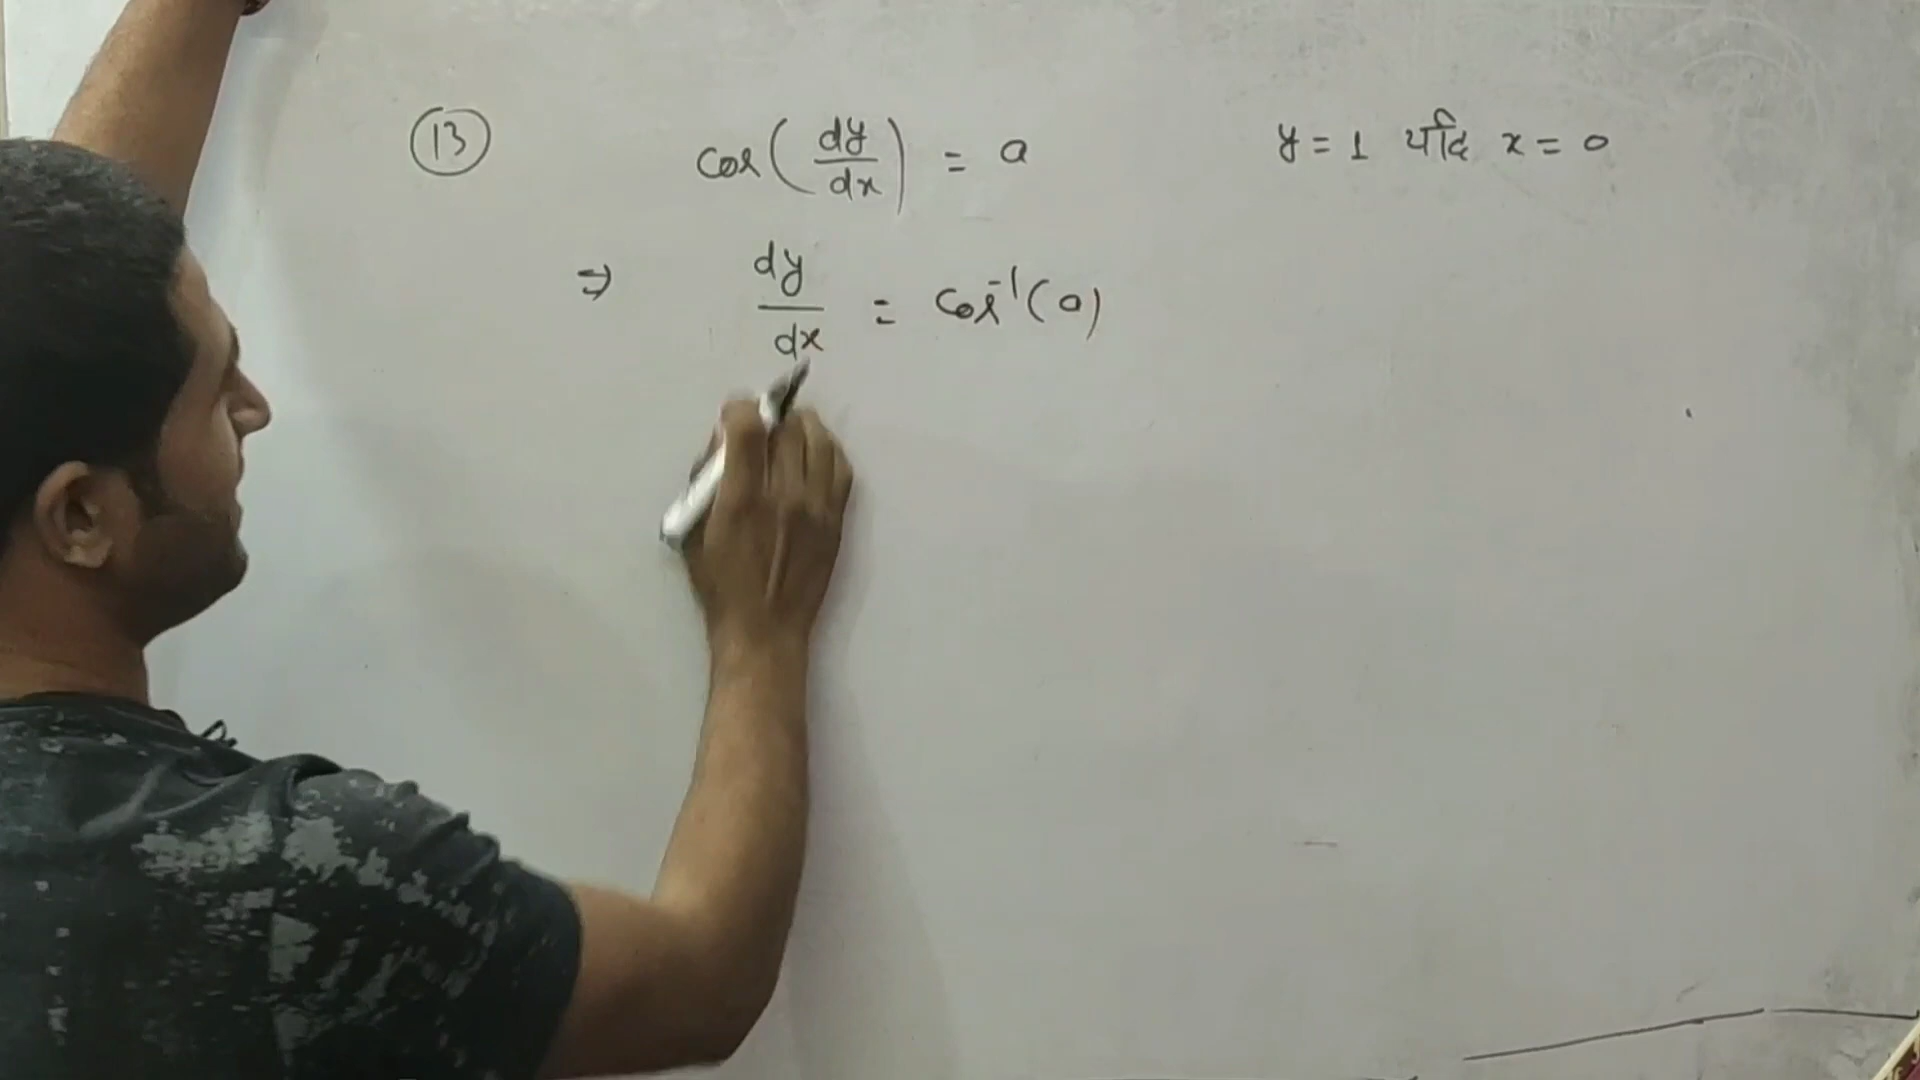 (13) cos(dy/dx) = a y = 1 यदि x = 0
⇒ dy/dx = cos⁻¹(a)